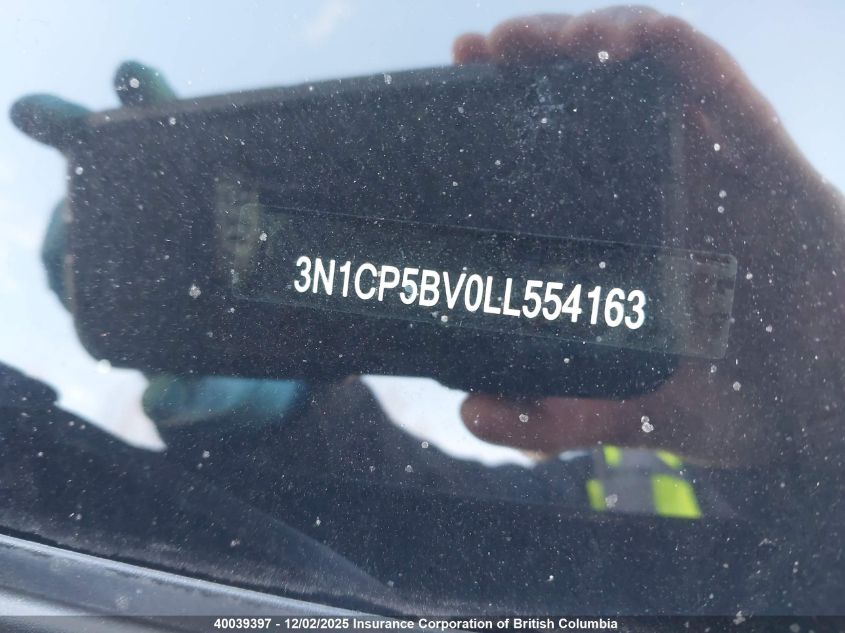 3N1CP5BV0LL554163
40039397 - 12/02/2025 Insurance Corporation of British Columbia